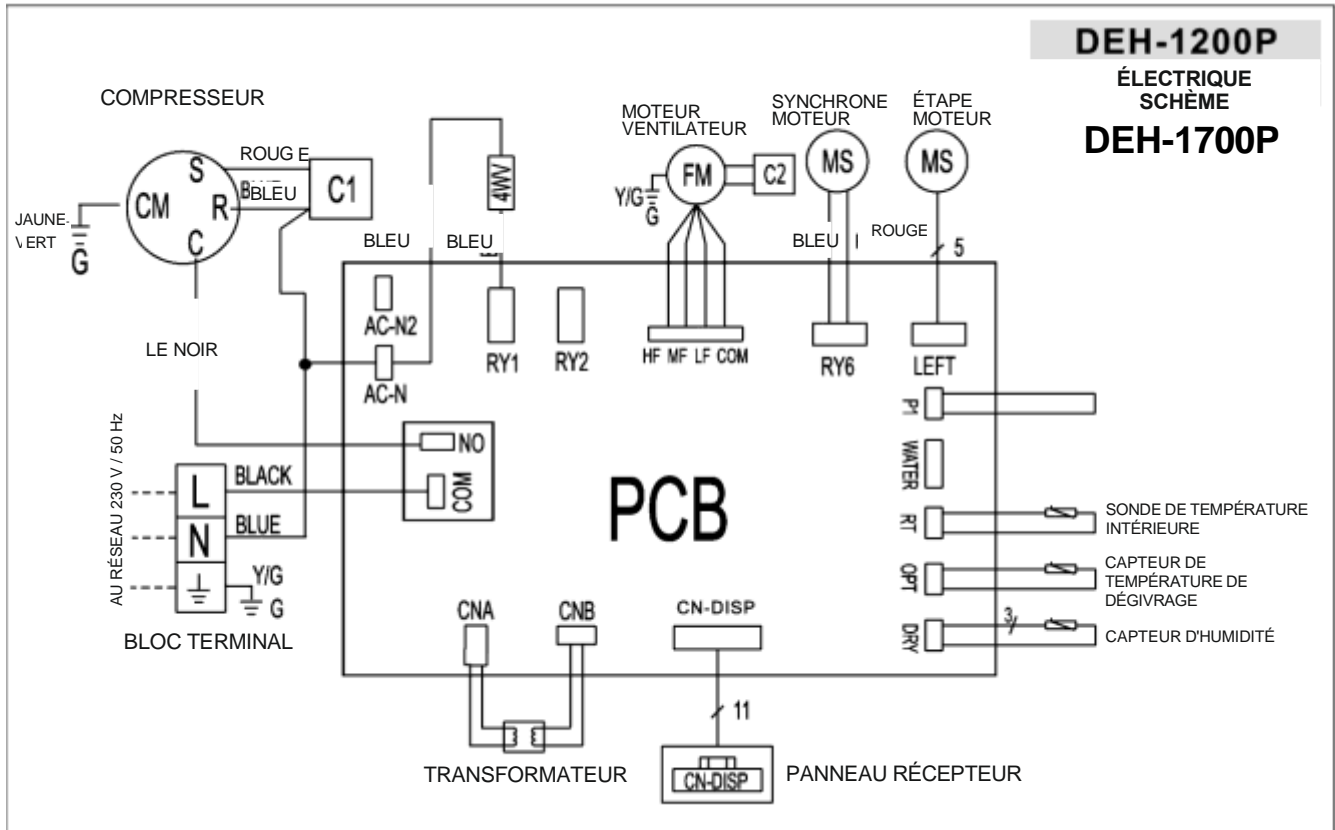 DEH-1200P
ÉLECTRIQUE
SCHÈME
DEH-1700P
COMPRESSEUR
MOTEUR
VENTILATEUR
SYNCHRONE
MOTEUR
ÉTAPE
MOTEUR
ROUG E
S
R
C
CM
BLEU
C1
4WV
FM
C2
MS
MS
Y/G
G
JAUNE-
VERT
G
BLEU
BLEU
BLEU
ROUGE
5
LE NOIR
AC-N2
AC-N
RY1
RY2
HF MF LF COM
RY6
LEFT
P1
WATER
RT
OPT
DRY
3
NO
COM
PCB
SONDE DE TEMPÉRATURE
INTÉRIEURE
CAPTEUR DE
TEMPÉRATURE DE
DÉGIVRAGE
CAPTEUR D'HUMIDITÉ
AU RÉSEAU 230 V / 50 Hz
L
BLACK
N
BLUE
Y/G
G
BLOC TERMINAL
CNA
CNB
CN-DISP
11
TRANSFORMATEUR
CN-DISP
PANNEAU RÉCEPTEUR